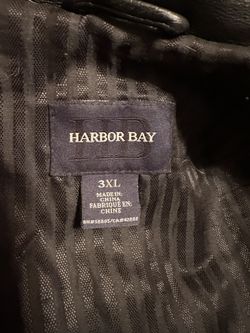 HARBOR BAY
3XL
MADE IN:
CHINA
FABRIQUÉ EN:
CHINE